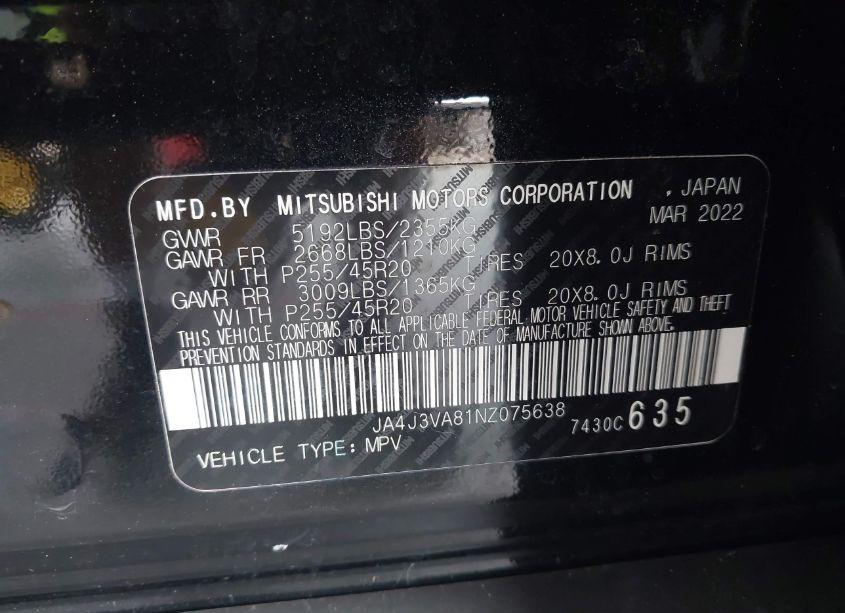 MFD.BY MITSUBISHI MOTORS CORPORATION , JAPAN
MAR 2022
GVWR 5192LBS/2355KG
GAWR FR 2668LBS/1210KG
WITH P255/45R20 TIRES 20X8.0J RIMS
GAWR RR 3009LBS/1365KG
WITH P255/45R20 TIRES 20X8.0J RIMS
THIS VEHICLE CONFORMS TO ALL APPLICABLE FEDERAL MOTOR VEHICLE SAFETY AND THEFT
PREVENTION STANDARDS IN EFFECT ON THE DATE OF MANUFACTURE SHOWN ABOVE.
JA4J3VA81NZ075638
7430C 635
VEHICLE TYPE: MPV